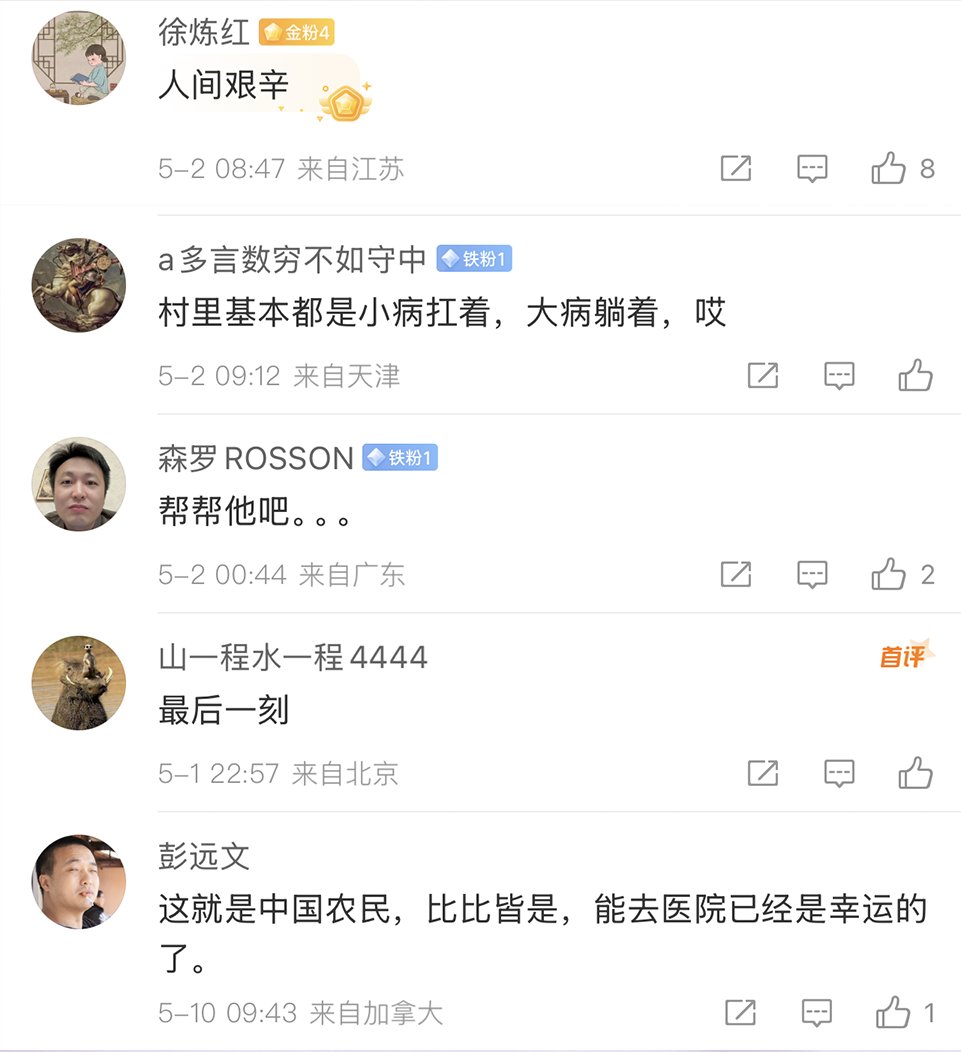 徐炼红 金粉4
人间艰辛
5-2 08:47 来自江苏 8
a多言数穷不如守中 铁粉1
村里基本都是小病扛着，大病躺着，哎
5-2 09:12 来自天津
森罗ROSSON 铁粉1
帮帮他吧。。。
5-2 00:44 来自广东 2
山一程水一程4444 首评
最后一刻
5-1 22:57 来自北京
彭远文
这就是中国农民，比比皆是，能去医院已经是幸运的
了。
5-10 09:43 来自加拿大 1